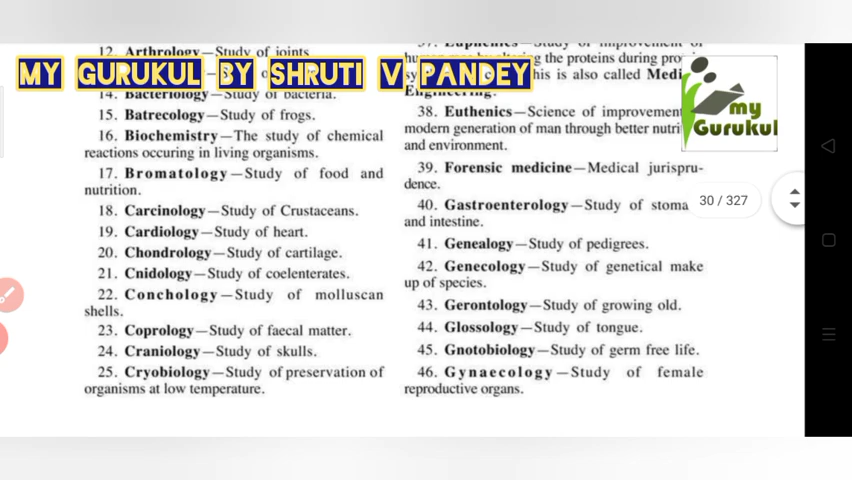 12. Arthrology—Study of joints
MY GURUKUL BY SHRUTI V PANDEY
14. Bacteriology—Study of bacteria.
15. Batrecology—Study of frogs.
16. Biochemistry—The study of chemical
reactions occuring in living organisms.
17. Bromatology—Study of food and
nutrition.
18. Carcinology—Study of Crustaceans.
19. Cardiology—Study of heart.
20. Chondrology—Study of cartilage.
21. Cnidology—Study of coelenterates.
22. Conchology—Study of molluscan
shells.
23. Coprology—Study of faecal matter.
24. Craniology—Study of skulls.
25. Cryobiology—Study of preservation of
organisms at low temperature.
37. Euphenics—Study of improvement of
the proteins during
his is also called Medi
Engineering.
38. Euthenics—Science of improvement
modern generation of man through better nutri
and environment.
39. Forensic medicine—Medical jurispru-
dence.
40. Gastroenterology—Study of stoma
and intestine.
41. Genealogy—Study of pedigrees.
42. Genecology—Study of genetical make
up of species.
43. Gerontology—Study of growing old.
44. Glossology—Study of tongue.
45. Gnotobiology—Study of germ free life.
46. Gynaecology—Study of female
reproductive organs.
my
Gurukul
30 / 327